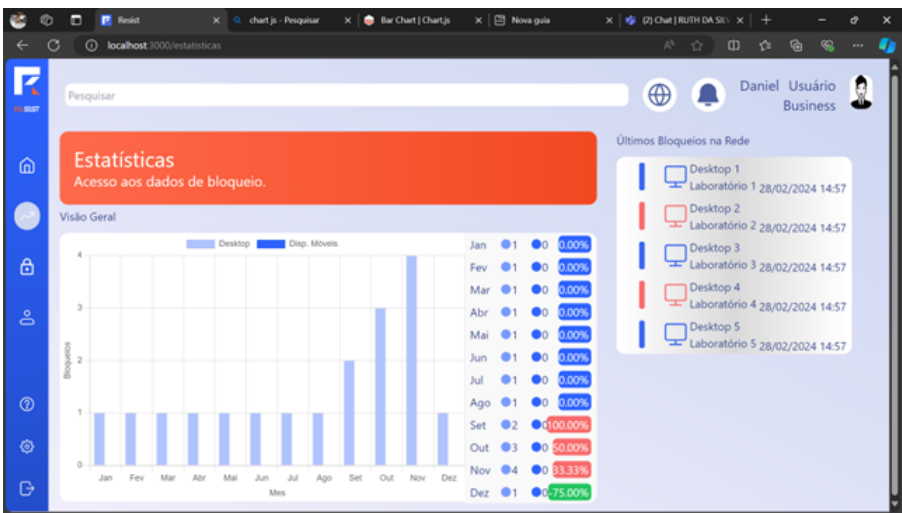 Resist
chart js - Pesquisar
Bar Chart | Chart.js
Nova guia
(2) Chat | RUTH DA SILV
localhost:3000/estatisticas
RESIST
Pesquisar
Daniel Usuário
Business
Estatísticas
Acesso aos dados de bloqueio.
Visão Geral
Desktop Disp. Móveis
Bloqueios
4
3
2
1
0
Jan Fev Mar Abr Mai Jun Jul Ago Set Out Nov Dez
Mes
Jan 1 0 0.00%
Fev 1 0 0.00%
Mar 1 0 0.00%
Abr 1 0 0.00%
Mai 1 0 0.00%
Jun 1 0 0.00%
Jul 1 0 0.00%
Ago 1 0 0.00%
Set 2 0 100.00%
Out 3 0 50.00%
Nov 4 0 33.33%
Dez 1 0 -75.00%
Últimos Bloqueios na Rede
Desktop 1
Laboratório 1 28/02/2024 14:57
Desktop 2
Laboratório 2 28/02/2024 14:57
Desktop 3
Laboratório 3 28/02/2024 14:57
Desktop 4
Laboratório 4 28/02/2024 14:57
Desktop 5
Laboratório 5 28/02/2024 14:57